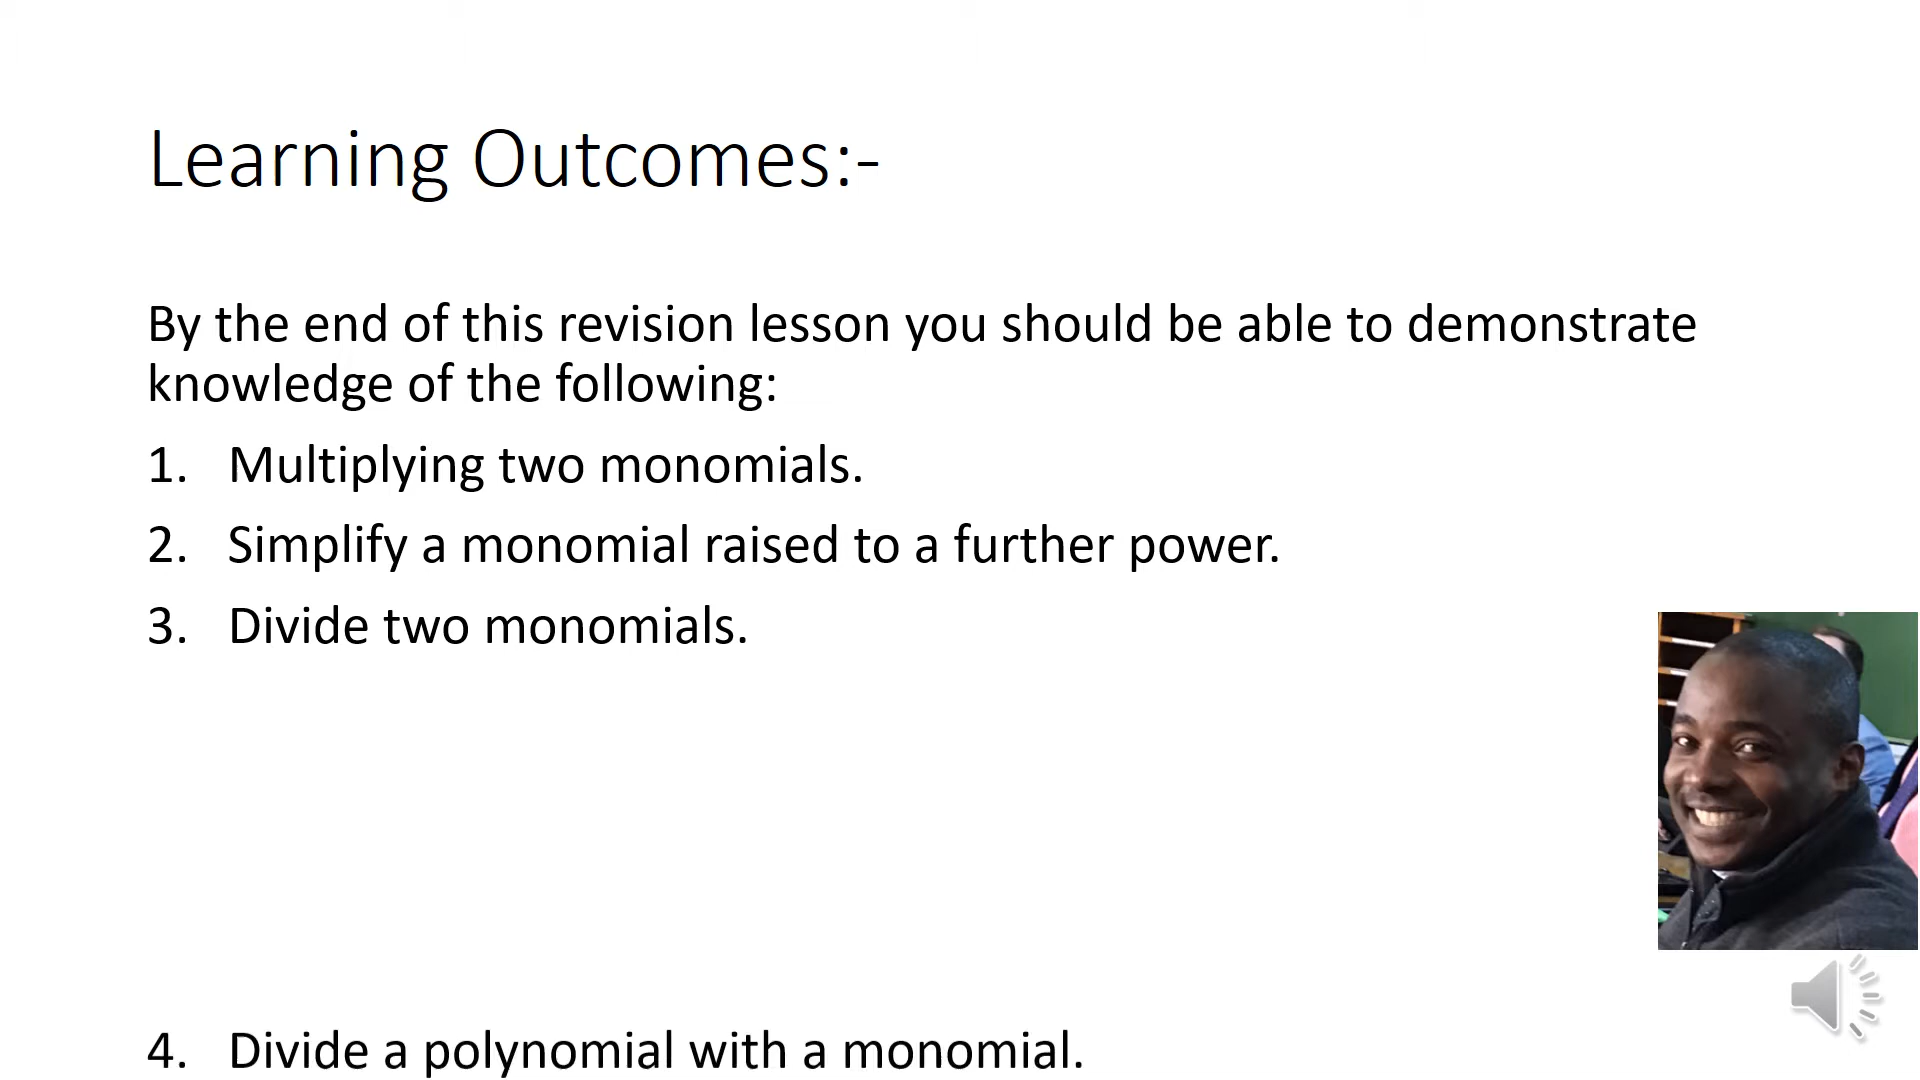 Learning Outcomes:-
By the end of this revision lesson you should be able to demonstrate
knowledge of the following:
1. Multiplying two monomials.
2. Simplify a monomial raised to a further power.
3. Divide two monomials.
4. Divide a polynomial with a monomial.